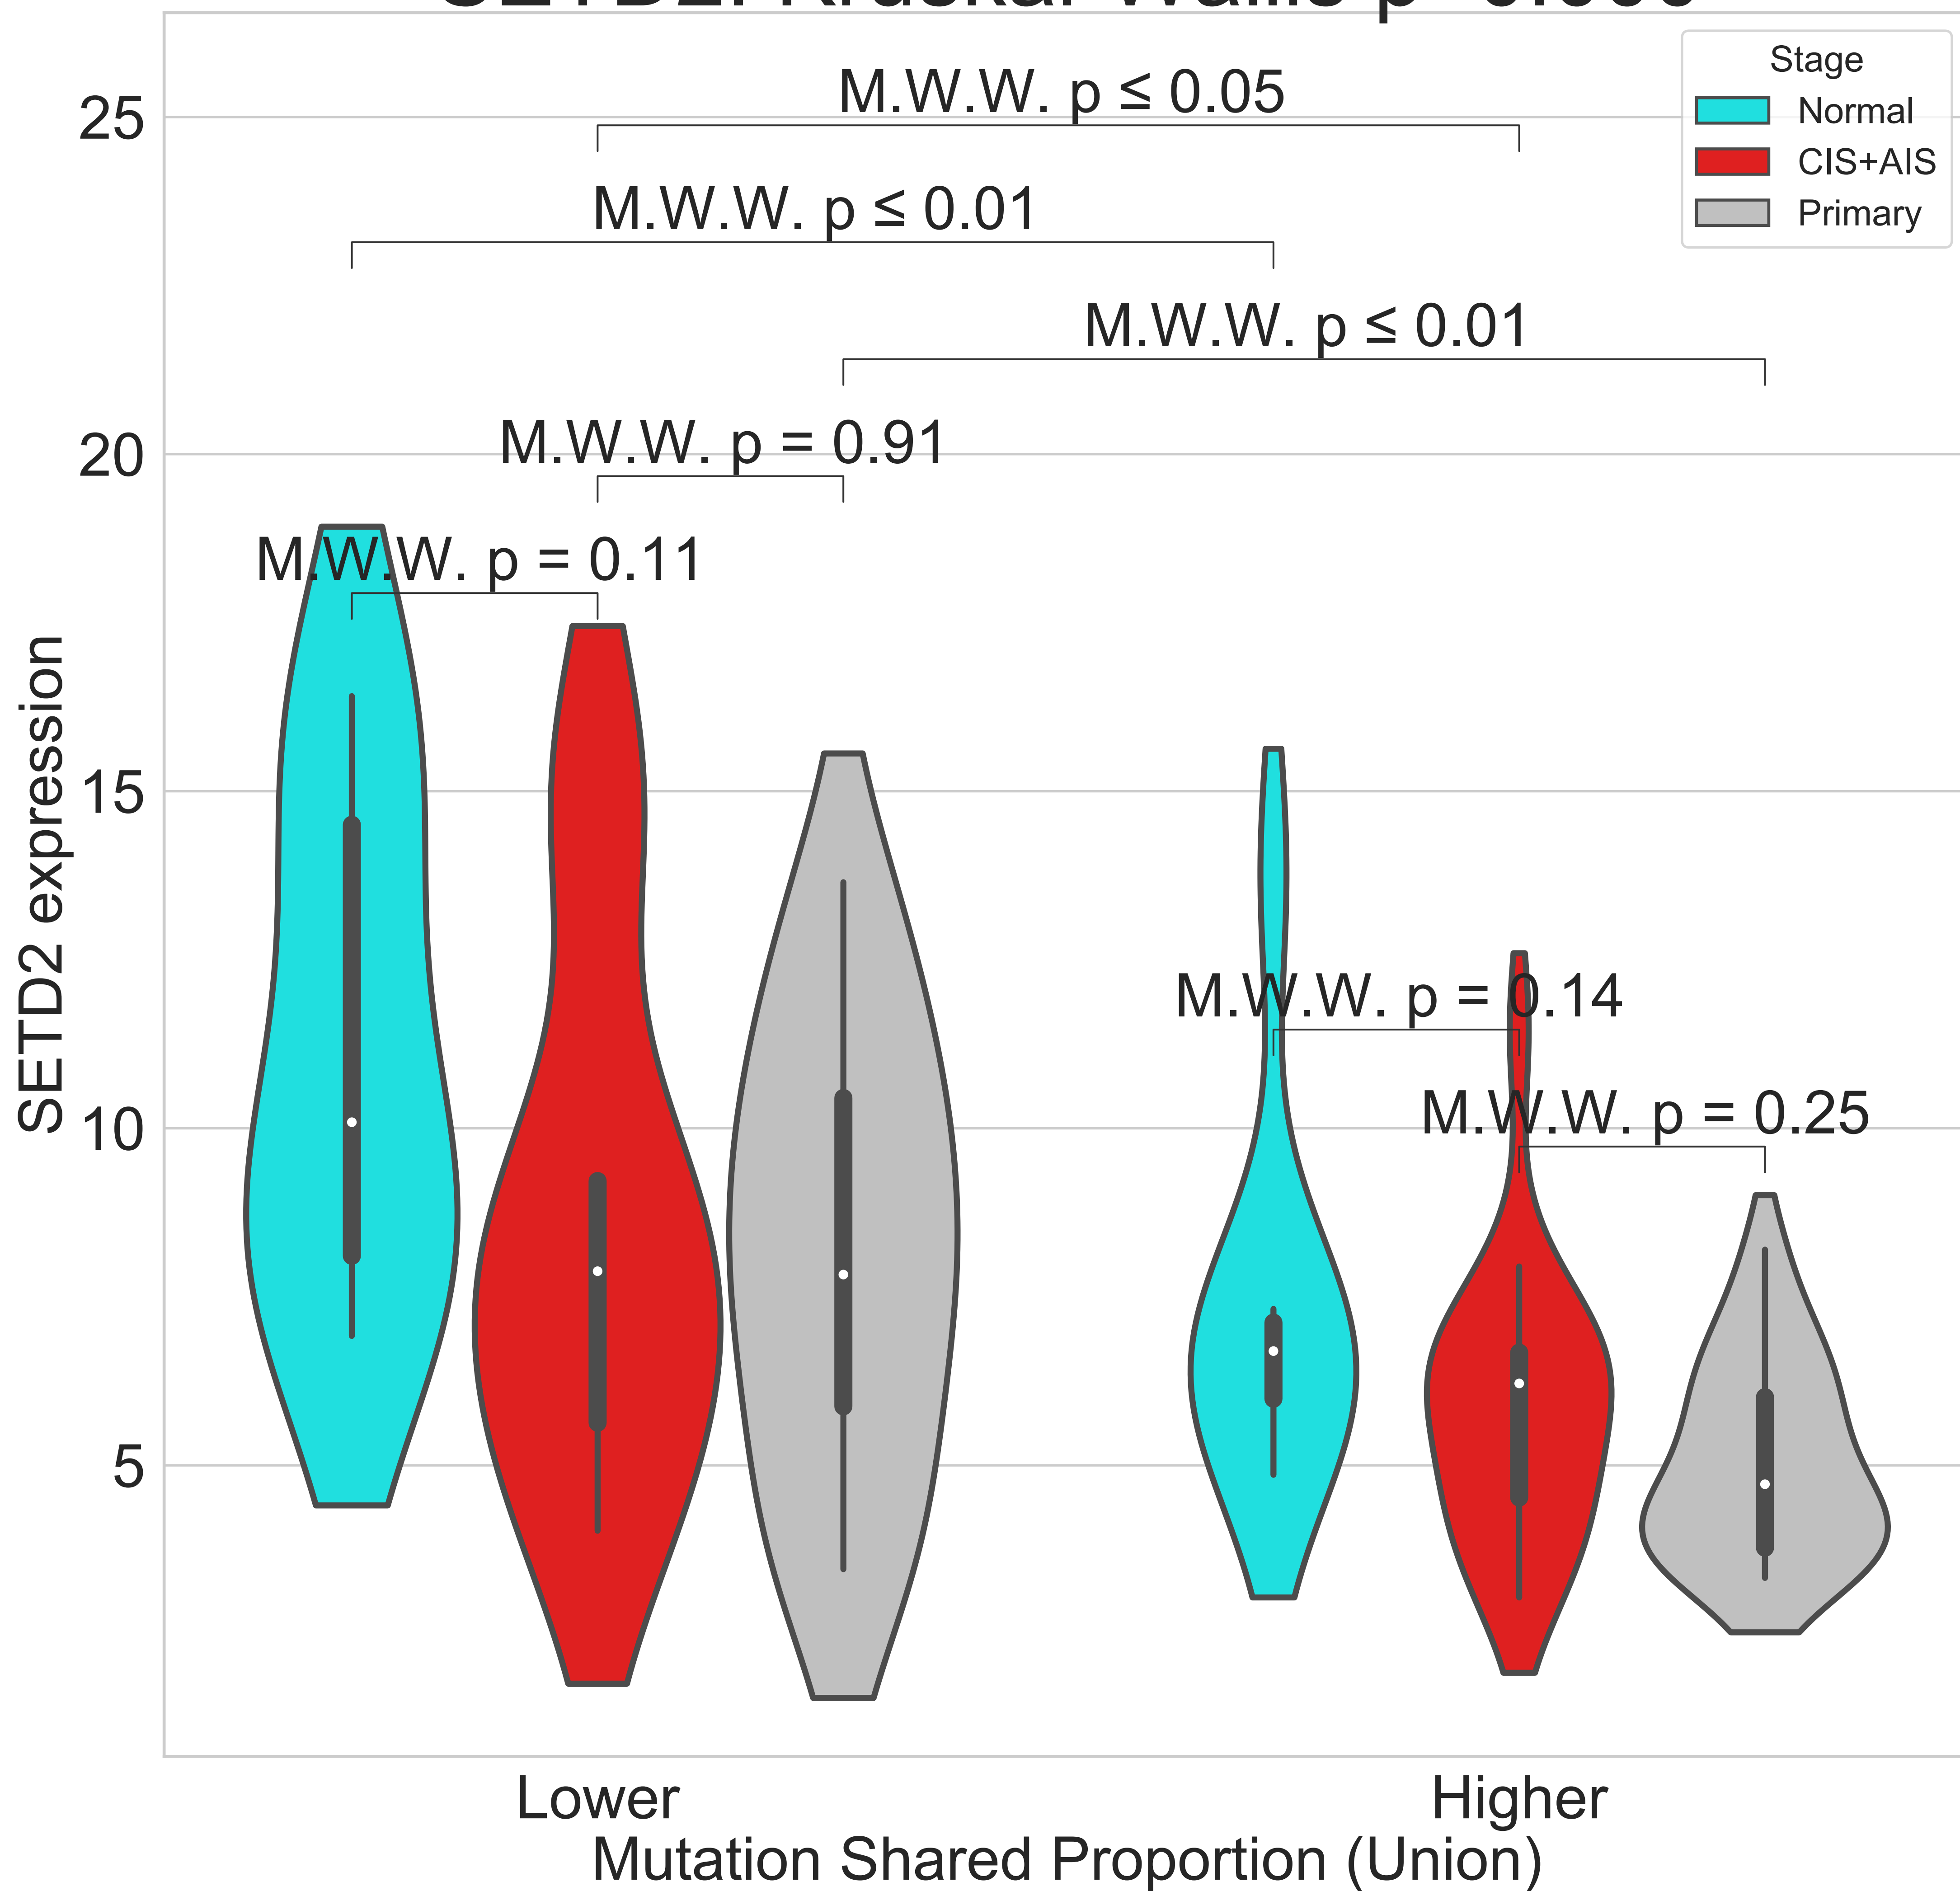 Stage
Normal
CIS+AIS
Primary
M.W.W. p ≤ 0.05
M.W.W. p ≤ 0.01
M.W.W. p ≤ 0.01
M.W.W. p = 0.91
M.W.W. p = 0.11
M.W.W. p = 0.14
M.W.W. p = 0.25
25
20
15
10
5
SETD2 expression
Lower
Higher
Mutation Shared Proportion (Union)